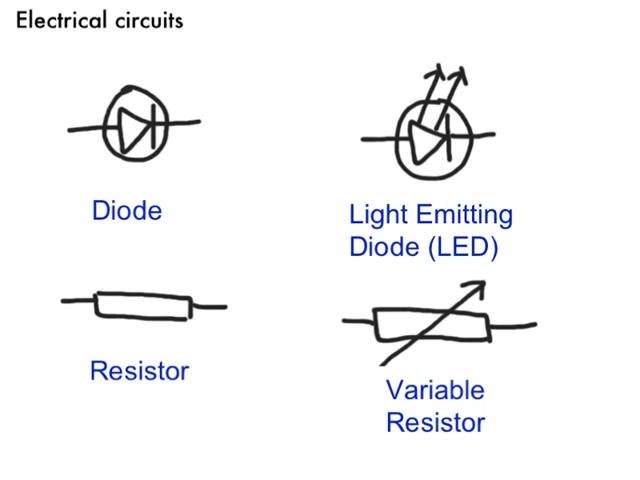 Electrical circuits
Diode
Light Emitting
Diode (LED)
Resistor
Variable
Resistor